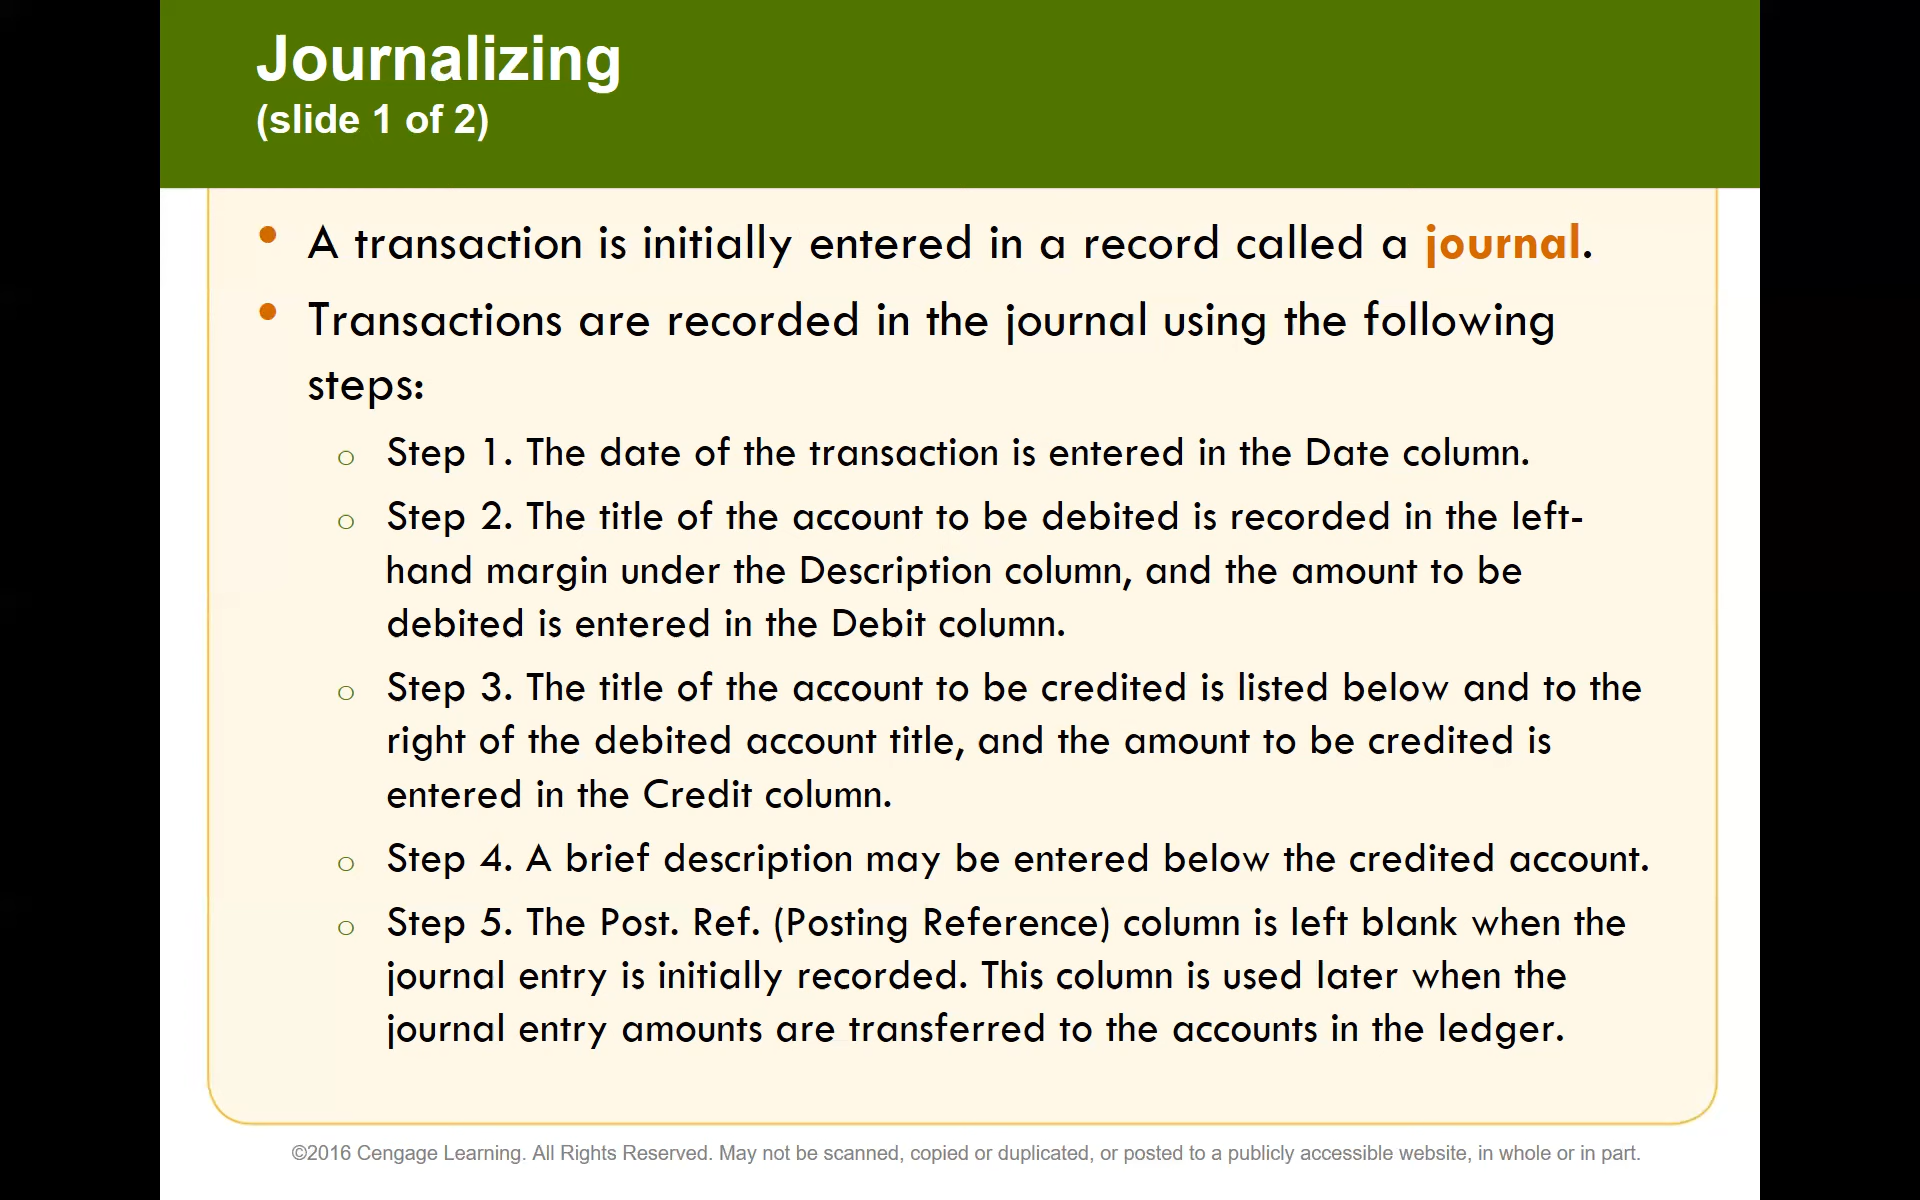 Journalizing
(slide 1 of 2)
• A transaction is initially entered in a record called a journal.
• Transactions are recorded in the journal using the following
steps:
○ Step 1. The date of the transaction is entered in the Date column.
○ Step 2. The title of the account to be debited is recorded in the left-
hand margin under the Description column, and the amount to be
debited is entered in the Debit column.
○ Step 3. The title of the account to be credited is listed below and to the
right of the debited account title, and the amount to be credited is
entered in the Credit column.
○ Step 4. A brief description may be entered below the credited account.
○ Step 5. The Post. Ref. (Posting Reference) column is left blank when the
journal entry is initially recorded. This column is used later when the
journal entry amounts are transferred to the accounts in the ledger.
©2016 Cengage Learning. All Rights Reserved. May not be scanned, copied or duplicated, or posted to a publicly accessible website, in whole or in part.